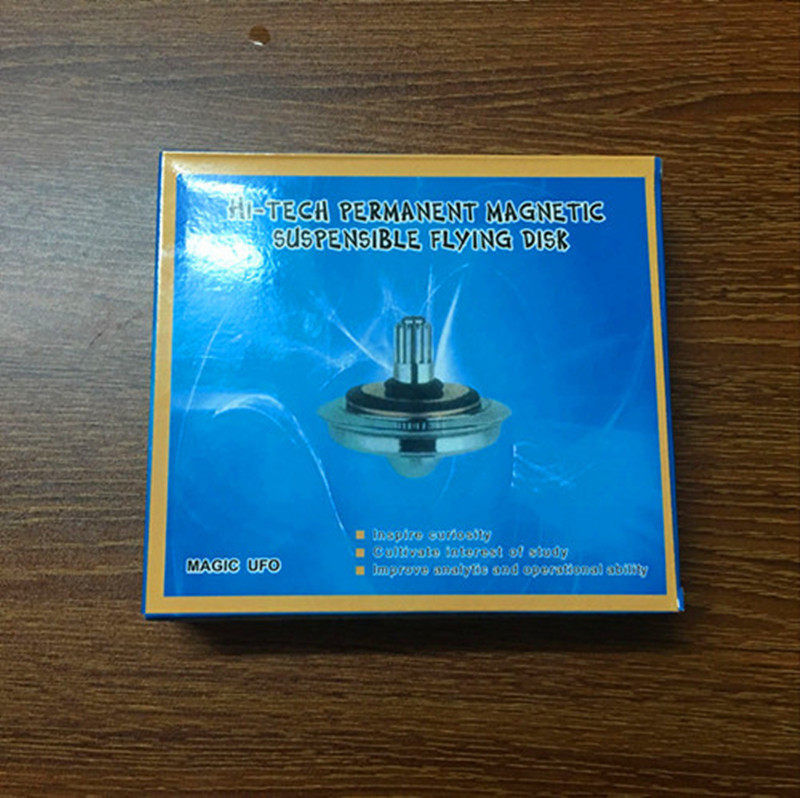 HI-TECH PERMANENT MAGNETIC
SUSPENSIBLE FLYING DISK
Inspire curiosity
Cultivate interest of study
MAGIC UFO
Improve analytic and operational ability